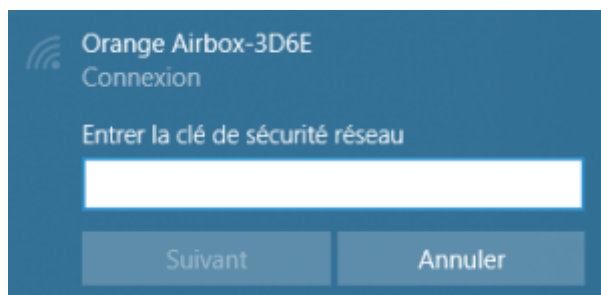 Orange Airbox-3D6E
Connexion
Entrer la clé de sécurité réseau
Suivant
Annuler